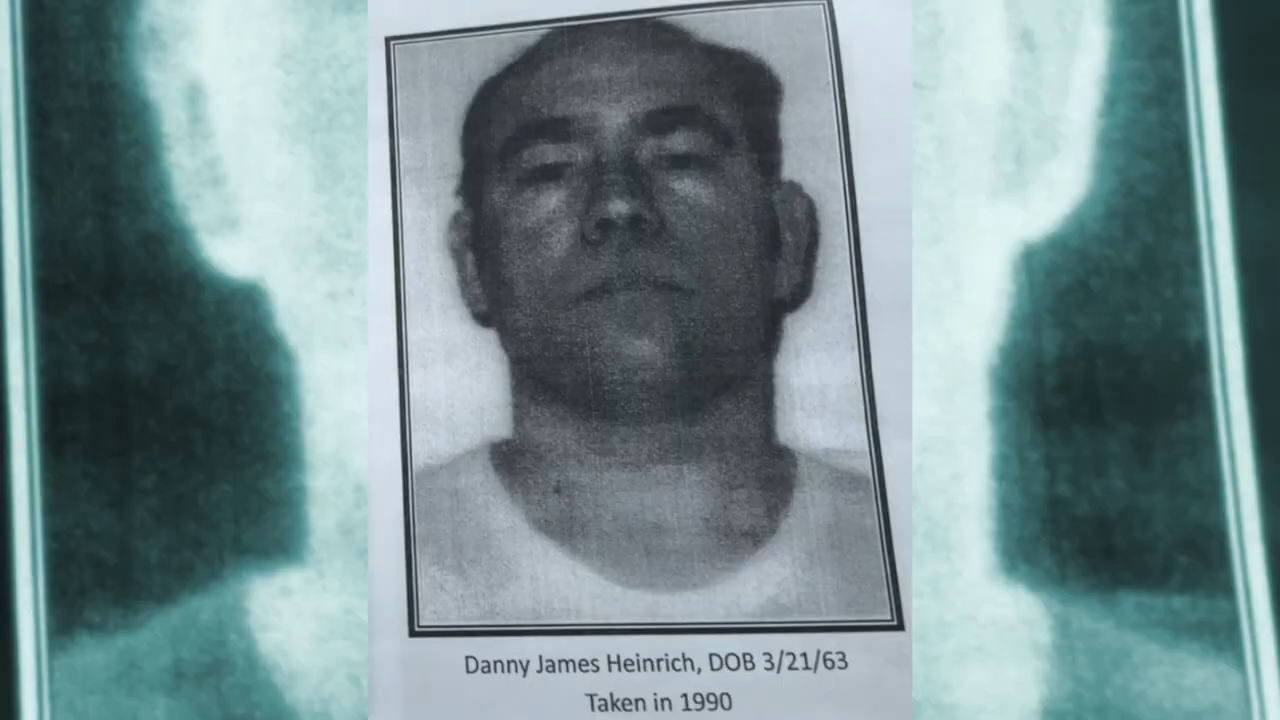 Danny James Heinrich, DOB 3/21/63
Taken in 1990